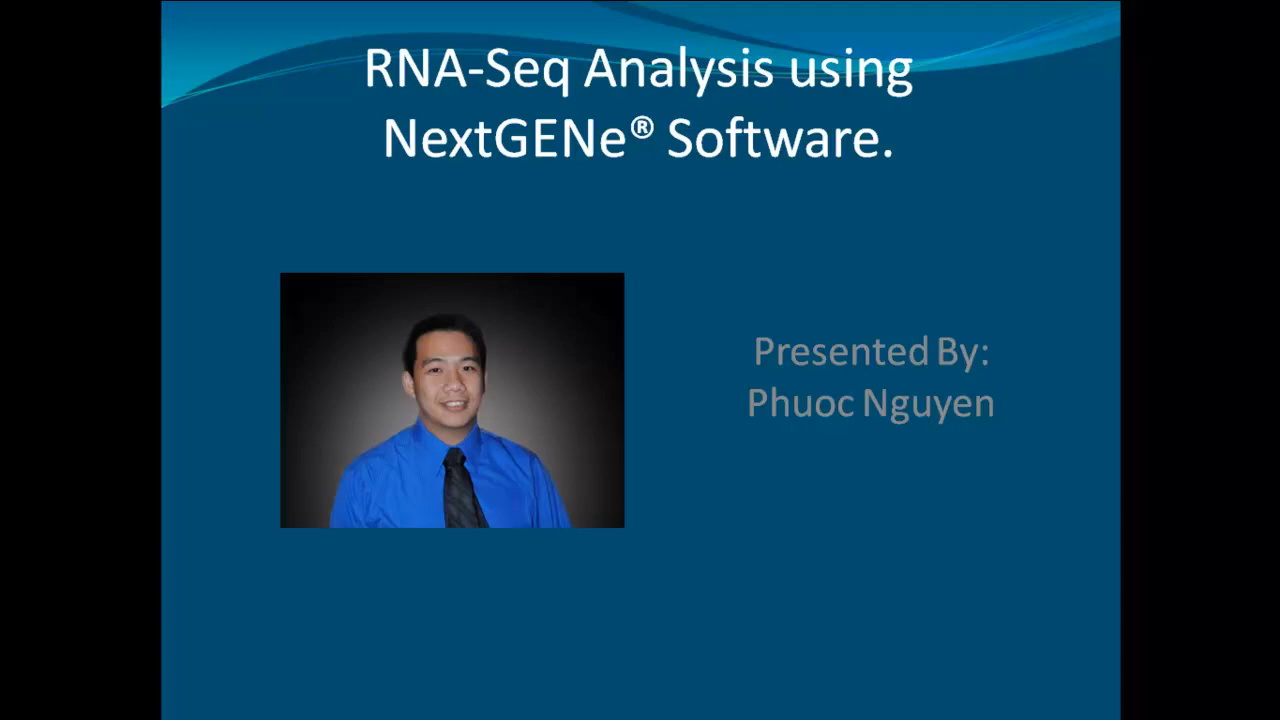 RNA-Seq Analysis using
NextGENe® Software.
Presented By:
Phuoc Nguyen